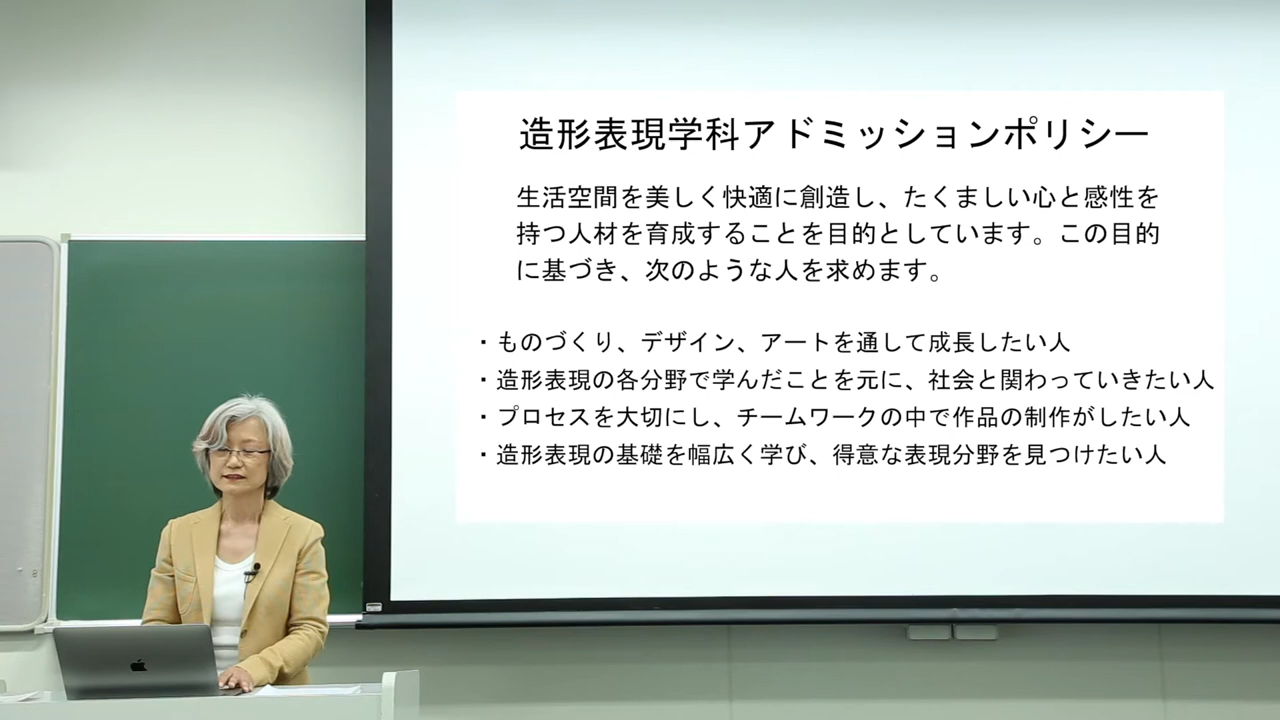 造形表現学科アドミッションポリシー
生活空間を美しく快適に創造し、たくましい心と感性を
持つ人材を育成することを目的としています。この目的
に基づき、次のような人を求めます。
・ものづくり、デザイン、アートを通して成長したい人
・造形表現の各分野で学んだことを元に、社会と関わっていきたい人
・プロセスを大切にし、チームワークの中で作品の制作がしたい人
・造形表現の基礎を幅広く学び、得意な表現分野を見つけたい人